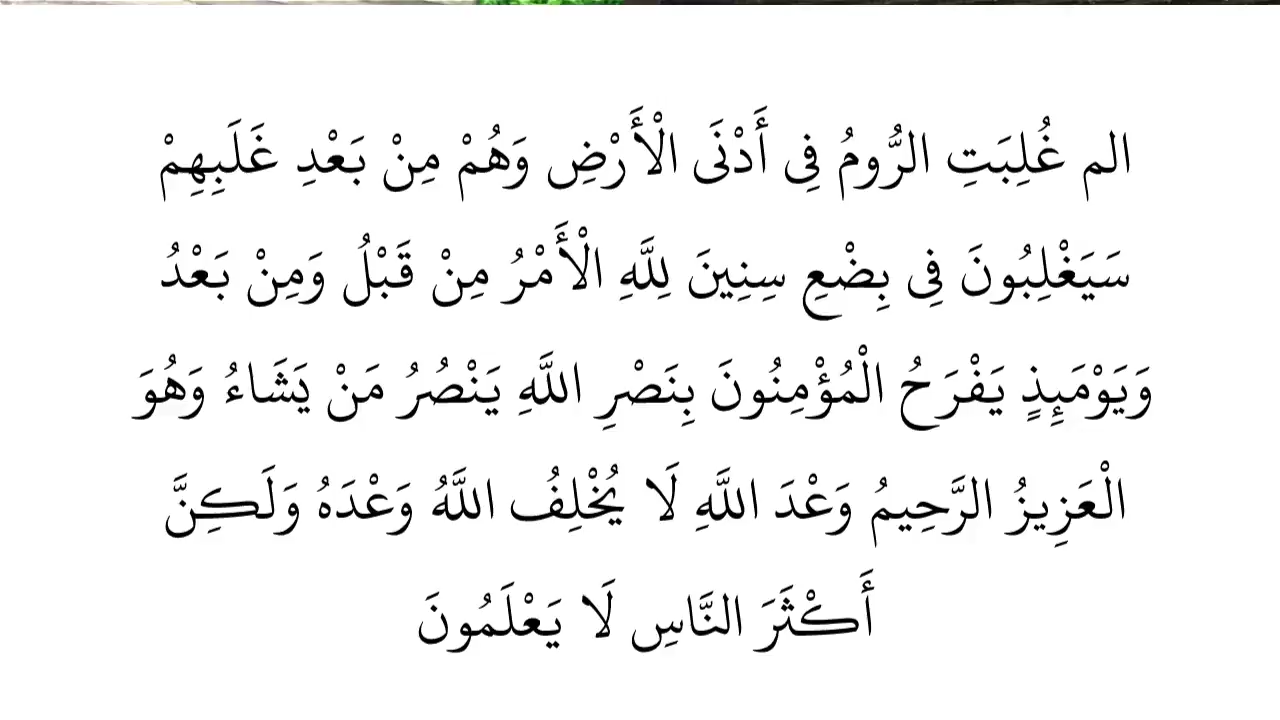 الم غُلِبَتِ الرُّومُ فِى أَدْنَى الْأَرْضِ وَهُمْ مِنْ بَعْدِ غَلَبِهِمْ
سَيَغْلِبُونَ فِى بِضْعِ سِنِينَ لِلَّهِ الْأَمْرُ مِنْ قَبْلُ وَمِنْ بَعْدُ
وَيَوْمَىِٕذٍ يَفْرَحُ الْمُؤْمِنُونَ بِنَصْرِ اللَّهِ يَنْصُرُ مَنْ يَشَاءُ وَهُوَ
الْعَزِيزُ الرَّحِيمُ وَعْدَ اللَّهِ لَا يُخْلِفُ اللَّهُ وَعْدَهُ وَلَكِنَّ
أَكْثَرَ النَّاسِ لَا يَعْلَمُونَ